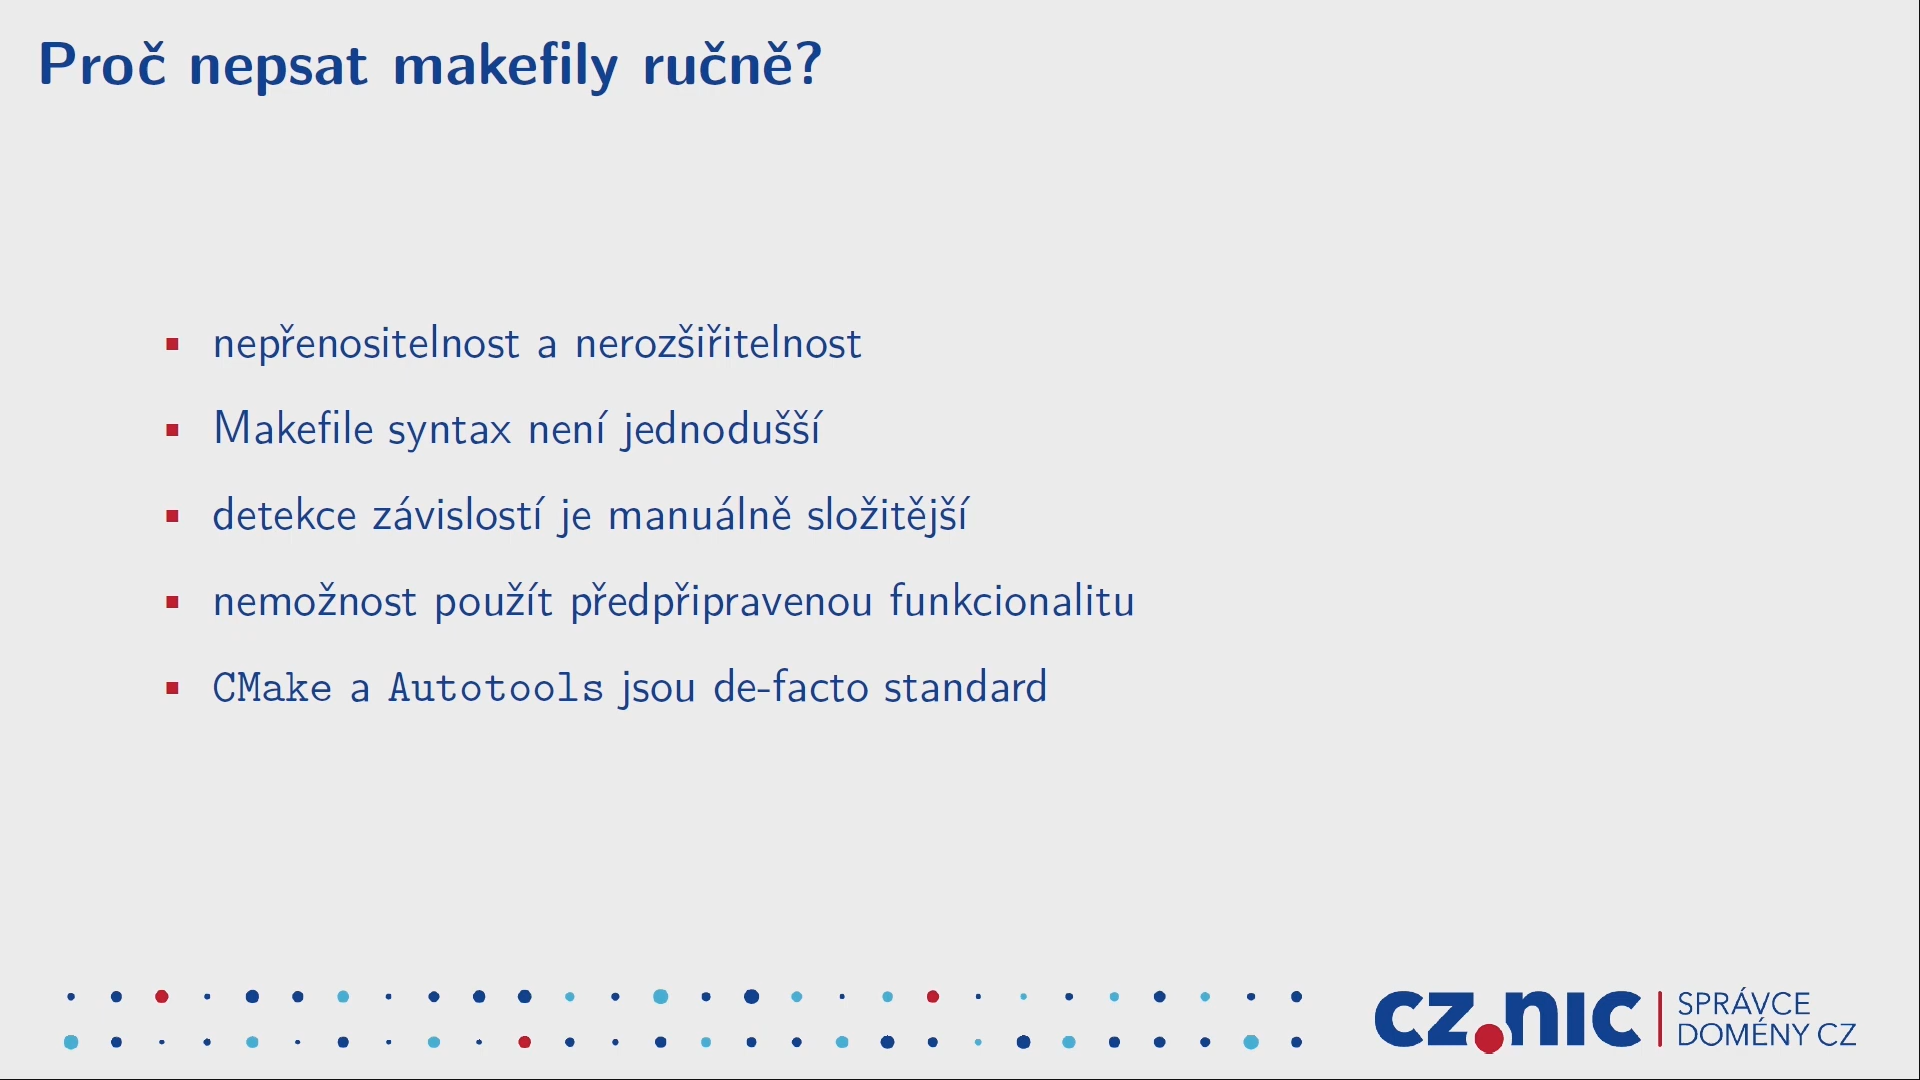 Proč nepsat makefily ručně?
nepřenositelnost a nerozšiřitelnost
Makefile syntax není jednodušší
detekce závislostí je manuálně složitější
nemožnost použít předpřipravenou funkcionalitu
CMake a Autotools jsou de-facto standard
cz.nic
SPRÁVCE
DOMÉNY CZ